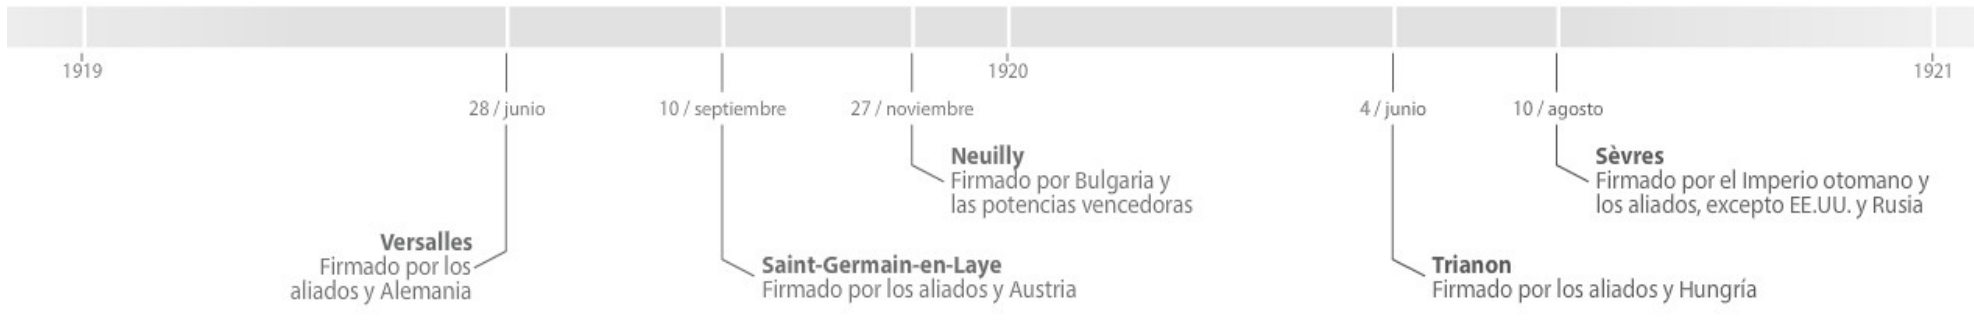 1919
1920
1921
28 / junio
10 / septiembre
27 / noviembre
4 / junio
10 / agosto
Versalles
Firmado por los
aliados y Alemania
Saint-Germain-en-Laye
Firmado por los aliados y Austria
Neuilly
Firmado por Bulgaria y
las potencias vencedoras
Trianon
Firmado por los aliados y Hungría
Sèvres
Firmado por el Imperio otomano y
los aliados, excepto EE.UU. y Rusia